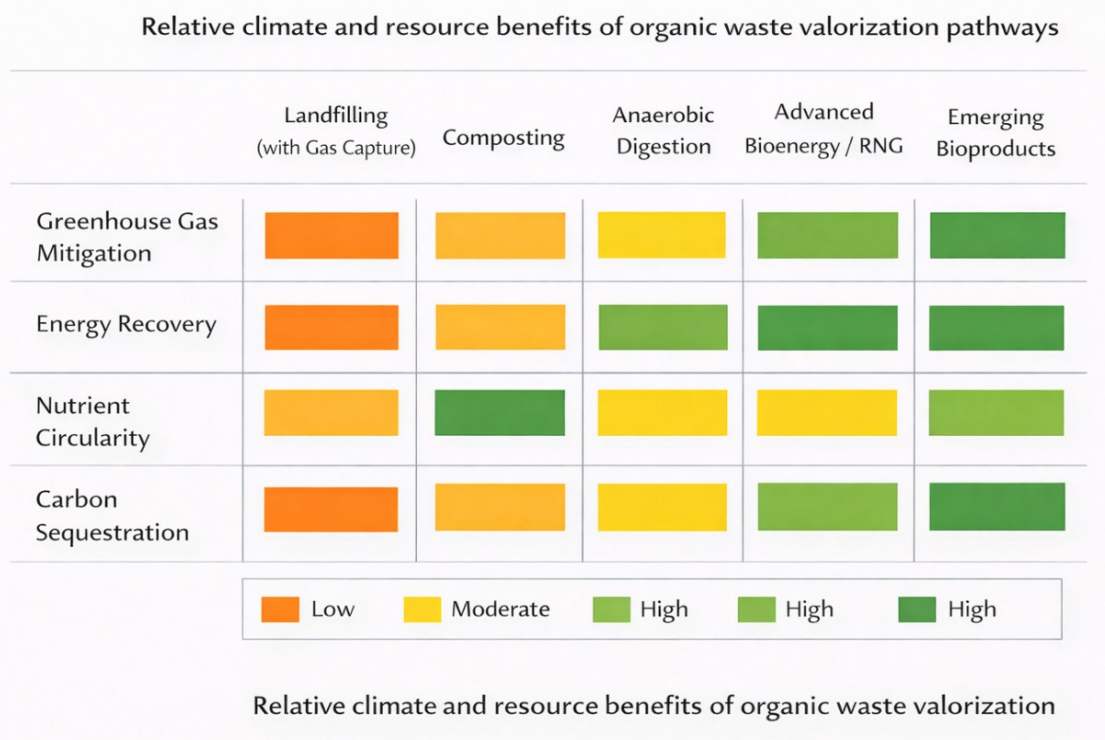 Relative climate and resource benefits of organic waste valorization pathways
Landfilling
(with Gas Capture)
Composting
Anaerobic
Digestion
Advanced
Bioenergy / RNG
Emerging
Bioproducts
Greenhouse Gas
Mitigation
Energy Recovery
Nutrient
Circularity
Carbon
Sequestration
Low Moderate High High High
Relative climate and resource benefits of organic waste valorization